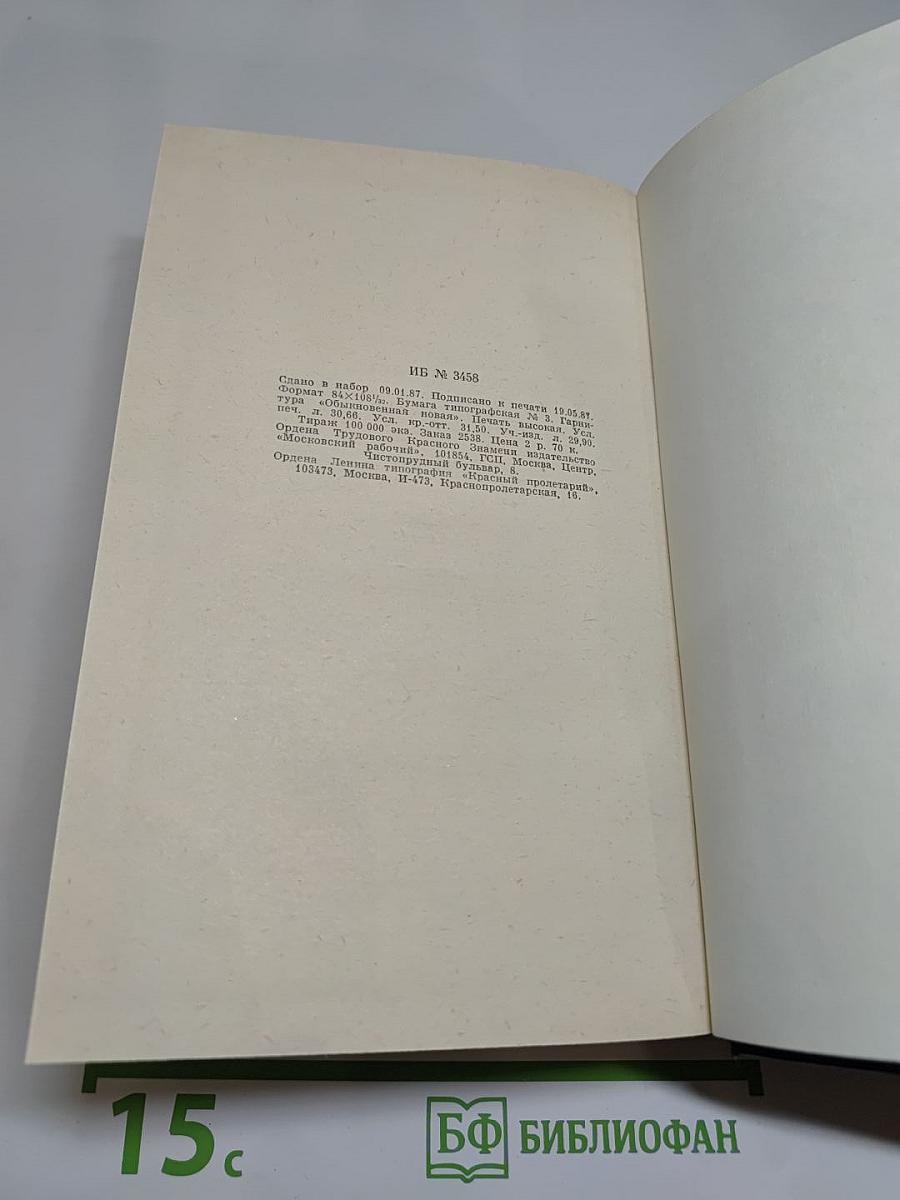 ИБ № 3458
Сдано в набор 09.01.87. Подписано к печати 19.05.87.
Формат 84×108¹/₃₂. Бумага типографская № 3. Гарни-
тура «Обыкновенная новая». Печать высокая. Усл.
печ. л. 30,66. Усл. кр.-отт. 31,50. Уч.-изд. л. 29,90.
Тираж 100 000 экз. Заказ 2538. Цена 2 р. 70 к.
Ордена Трудового Красного Знамени издательство
«Московский рабочий», 101854, ГСП, Москва, Центр,
Чистопрудный бульвар, 8.
Ордена Ленина типография «Красный пролетарий»,
103473, Москва, И-473, Краснопролетарская, 16.
15 с
БФ БИБЛИОФАН